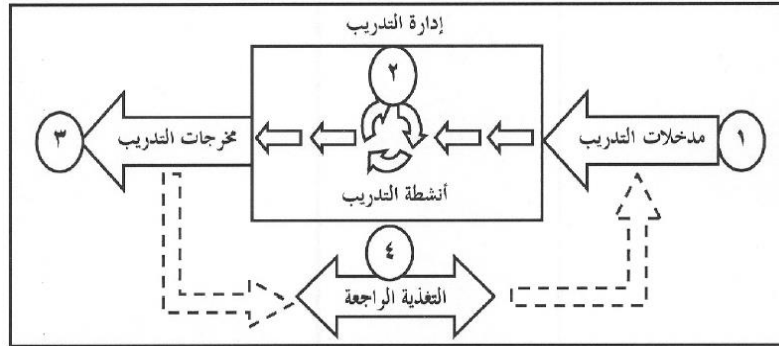 إدارة التدريب
٢
١
مدخلات التدريب
مخرجات التدريب
٣
أنشطة التدريب
٤
التغذية الراجعة